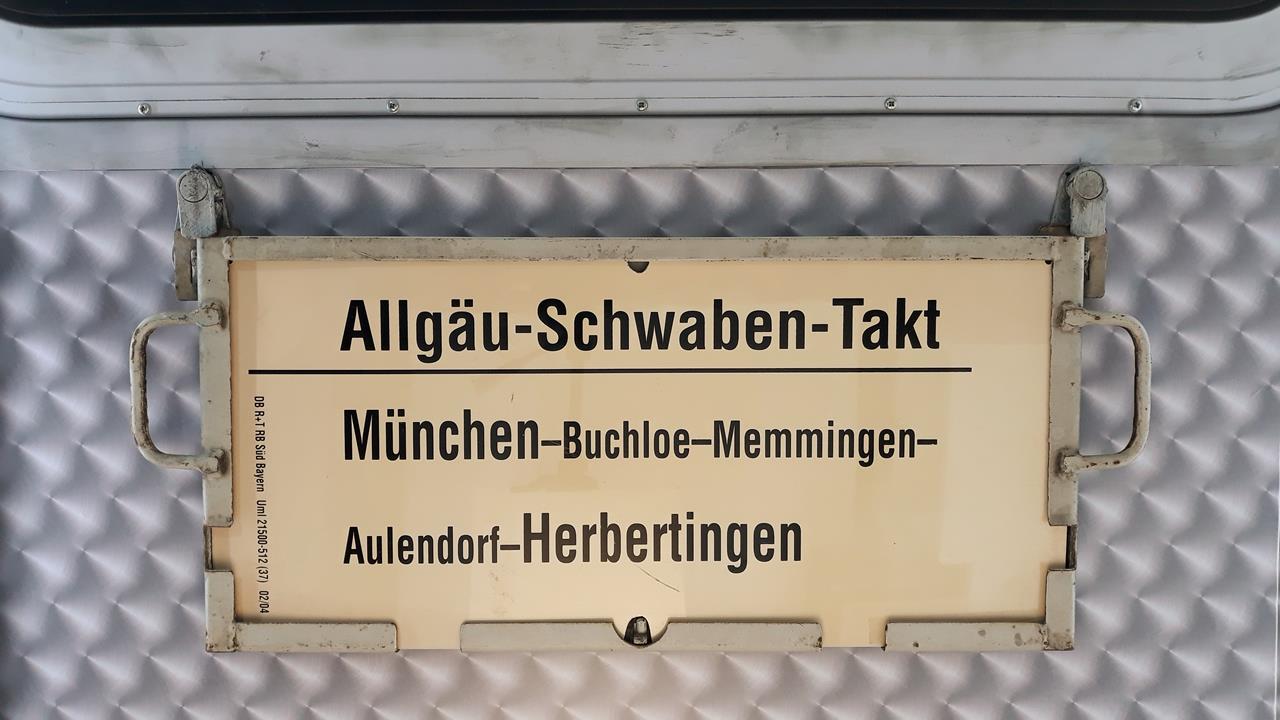 Allgäu-Schwaben-Takt
München–Buchloe–Memmingen–
Aulendorf–Herbertingen
DB R+T RB Süd Bayern Uml 21500-512 (37) 02/04